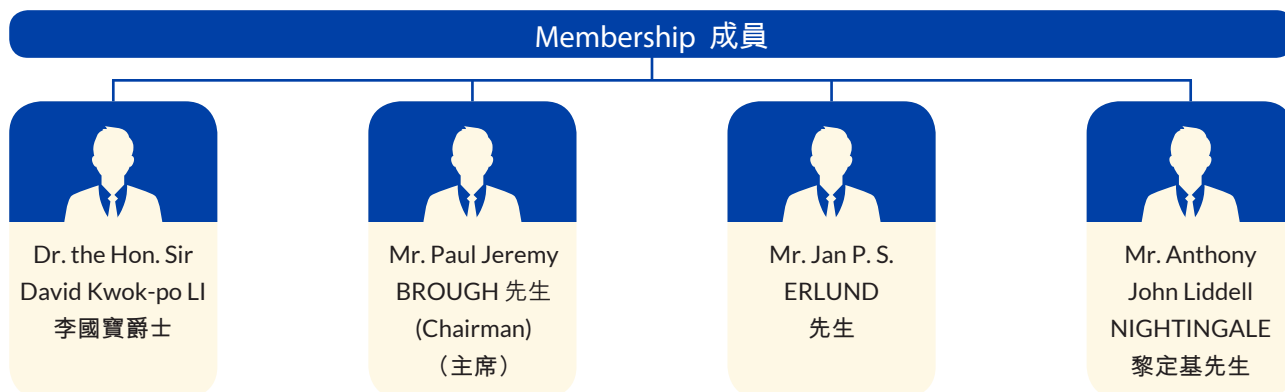 Membership 成員
Dr. the Hon. Sir
David Kwok-po LI
李國寶爵士
Mr. Paul Jeremy
BROUGH 先生
(Chairman)
（主席）
Mr. Jan P. S.
ERLUND
先生
Mr. Anthony
John Liddell
NIGHTINGALE
黎定基先生